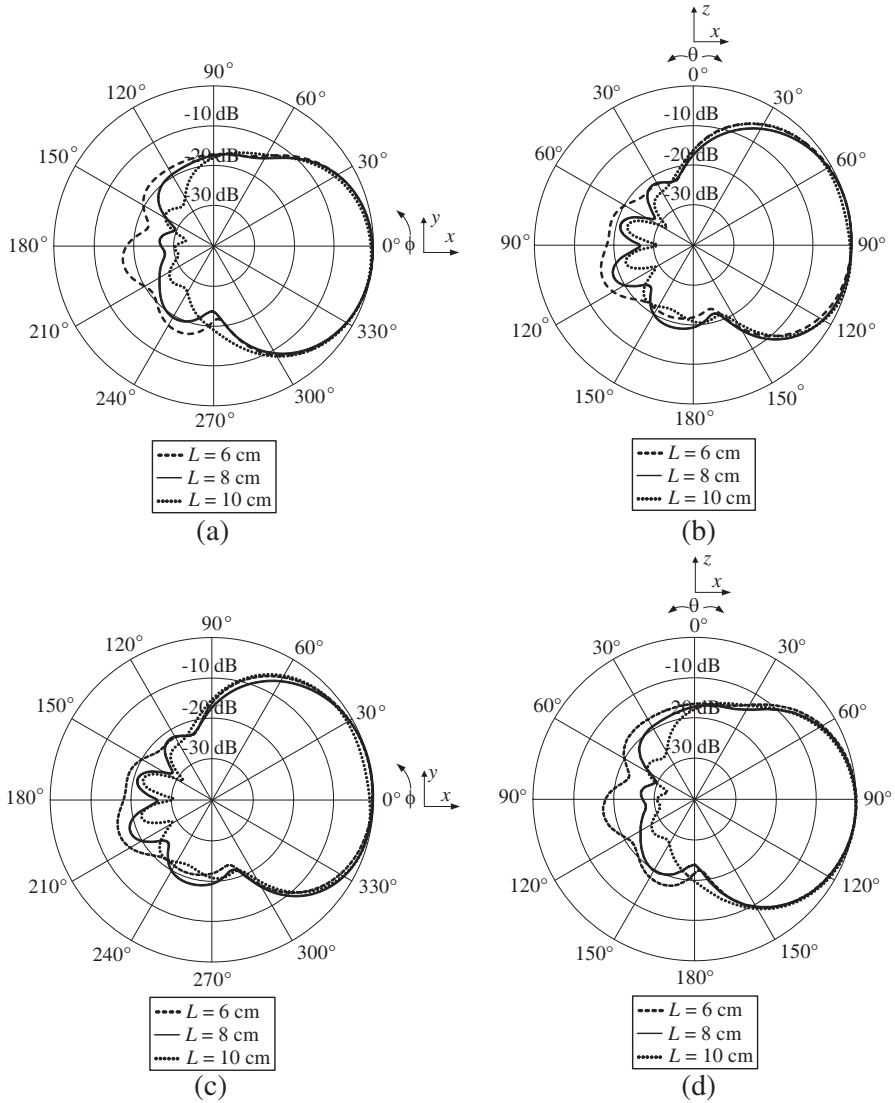 90°
120°
60°
-10 dB
150°
-20 dB
30°
-30 dB
180°
0°
ϕ
y
x
210°
330°
240°
300°
270°
L = 6 cm
L = 8 cm
L = 10 cm
(a)
z
x
θ
0°
30°
30°
-10 dB
60°
-20 dB
60°
-30 dB
90°
90°
120°
120°
150°
150°
180°
L = 6 cm
L = 8 cm
L = 10 cm
(b)
90°
120°
60°
-10 dB
150°
-20 dB
30°
-30 dB
180°
0°
ϕ
y
x
210°
330°
240°
300°
270°
L = 6 cm
L = 8 cm
L = 10 cm
(c)
z
x
θ
0°
30°
30°
-10 dB
60°
-20 dB
60°
-30 dB
90°
90°
120°
120°
150°
150°
180°
L = 6 cm
L = 8 cm
L = 10 cm
(d)